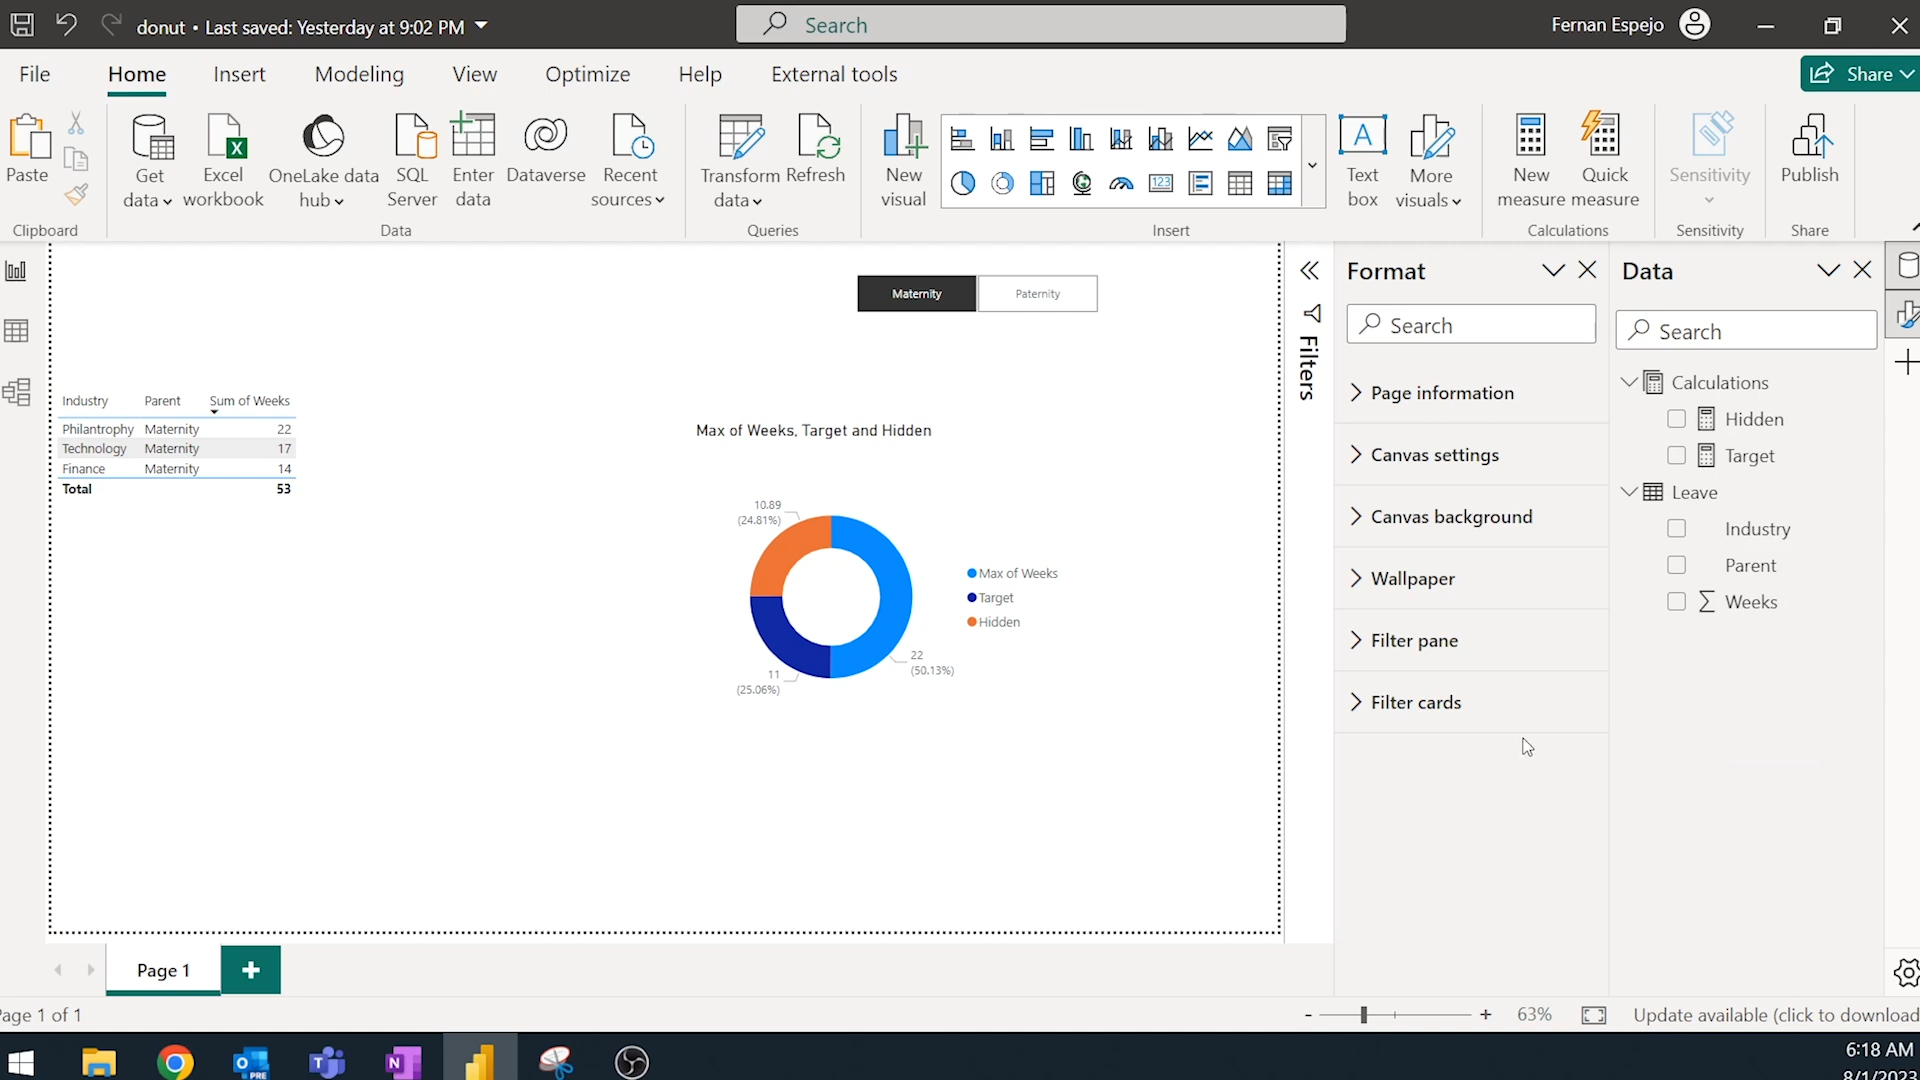 donut • Last saved: Yesterday at 9:02 PM
Search
Fernan Espejo
File
Home
Insert
Modeling
View
Optimize
Help
External tools
Share
Paste
Get
data
Excel
workbook
OneLake data
hub
SQL
Server
Enter
data
Dataverse
Recent
sources
Transform
data
Refresh
New
visual
123
A
Text
box
More
visuals
New
measure
Quick
measure
Sensitivity
Publish
Clipboard
Data
Queries
Insert
Calculations
Sensitivity
Share
Maternity
Paternity
Industry Parent Sum of Weeks
Philantrophy Maternity 22
Technology Maternity 17
Finance Maternity 14
Total 53
Max of Weeks, Target and Hidden
10.89
(24.81%)
11
(25.06%)
22
(50.13%)
Max of Weeks
Target
Hidden
Filters
Format
Search
Page information
Canvas settings
Canvas background
Wallpaper
Filter pane
Filter cards
Data
Search
Calculations
Hidden
Target
Leave
Industry
Parent
Weeks
Page 1
age 1 of 1
63%
Update available (click to download
6:18 AM
8/1/2023